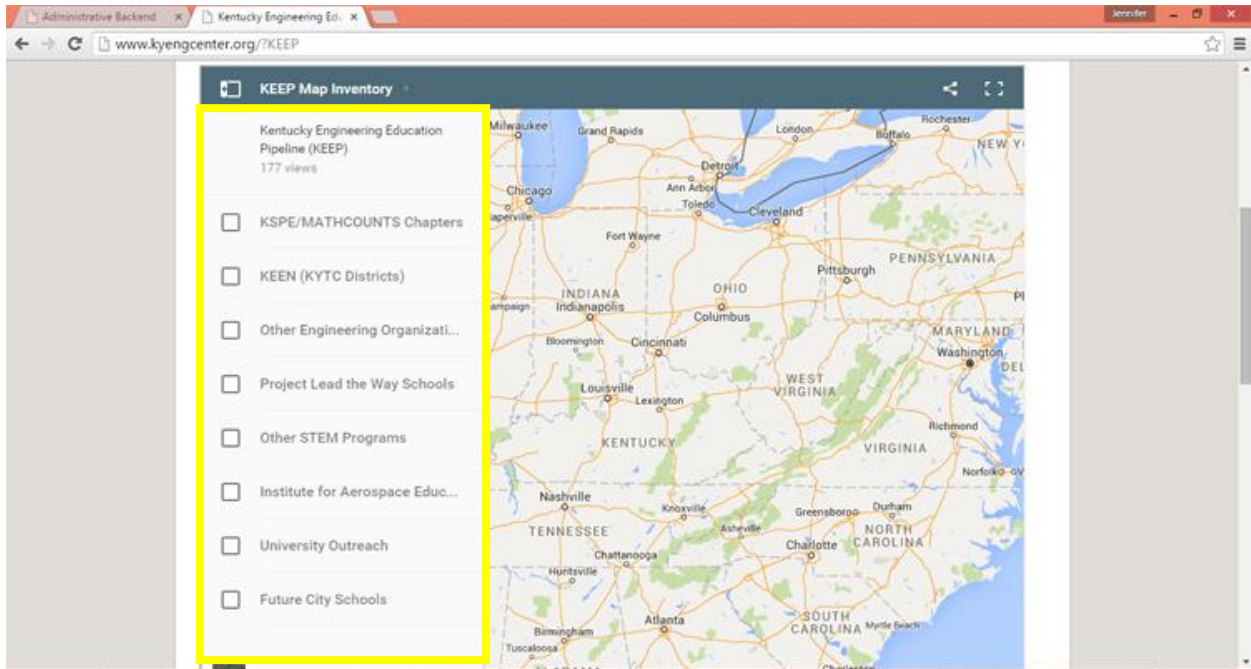 Administrative Backend
Kentucky Engineering Edu
Jennifer
www.kyengcenter.org/?KEEP
KEEP Map Inventory
Kentucky Engineering Education
Pipeline (KEEP)
177 views
KSPE/MATHCOUNTS Chapters
KEEN (KYTC Districts)
Other Engineering Organizati...
Project Lead the Way Schools
Other STEM Programs
Institute for Aerospace Educ...
University Outreach
Future City Schools
Milwaukee
Grand Rapids
London
Buffalo
Rochester
NEW Y
Detroit
Ann Arbor
Chicago
Toledo
Cleveland
aperville
Fort Wayne
PENNSYLVANIA
Pittsburgh
OHIO
INDIANA
Indianapolis
ampaign
Columbus
PI
MARYLAND
Bloomington
Cincinnati
Washington
DEL
WEST
VIRGINIA
Louisville
Lexington
Richmond
KENTUCKY
VIRGINIA
Norfolk
Nashville
Knoxville
Greensboro
Durham
TENNESSEE
Asheville
NORTH
CAROLINA
Charlotte
Chattanooga
Huntsville
Atlanta
SOUTH
CAROLINA
Myrtle Beach
Birmingham
Tuscaloosa
Charleston